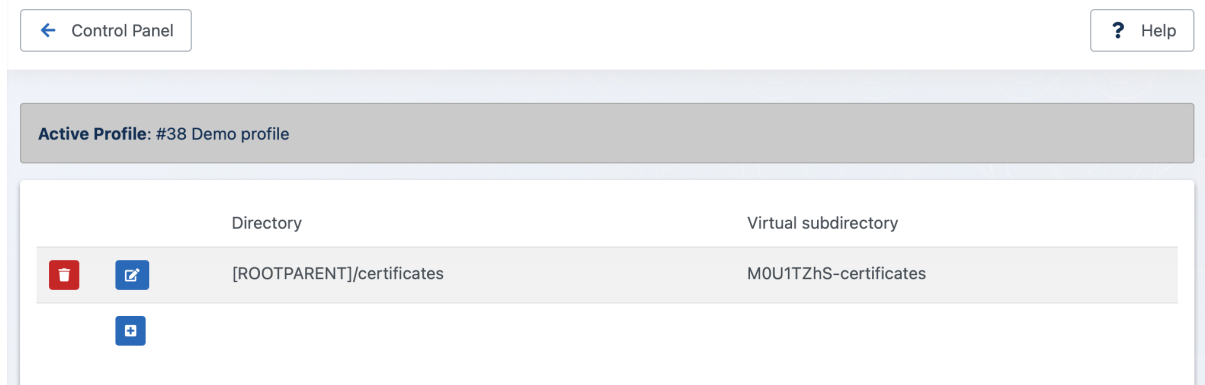 Control Panel
? Help
Active Profile: #38 Demo profile
Directory Virtual subdirectory
[ROOTPARENT]/certificates M0U1TZhS-certificates